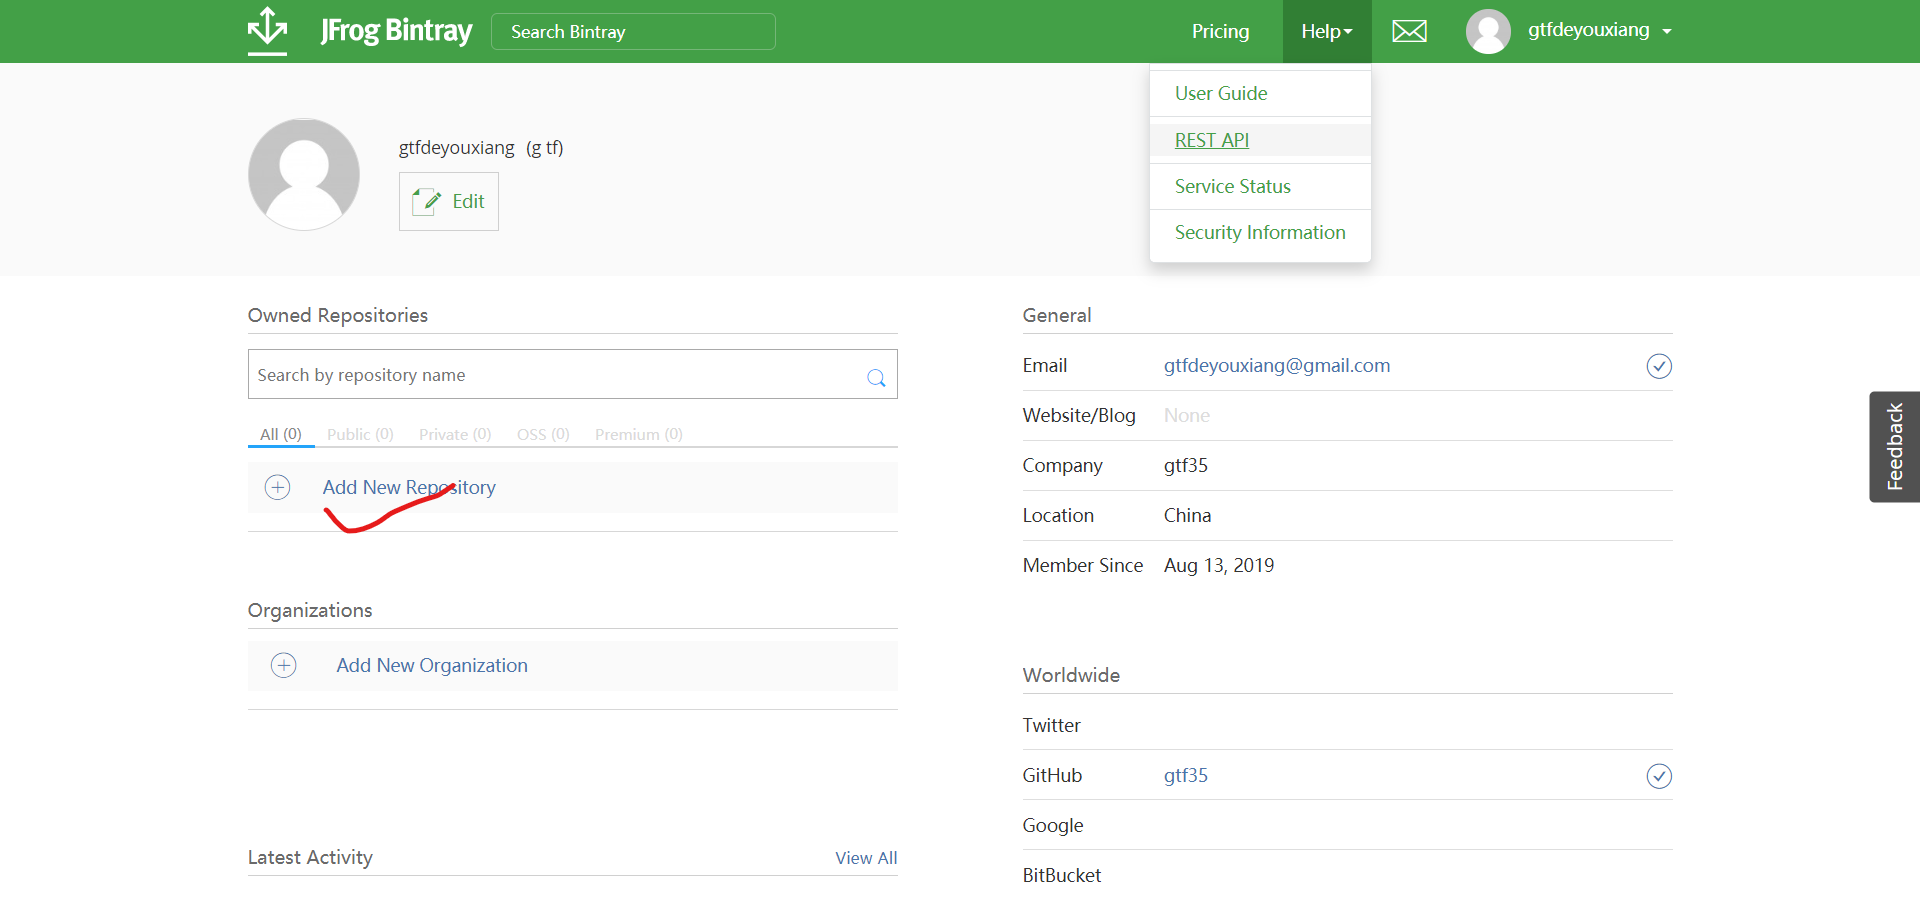 JFrog Bintray
Search Bintray
Pricing
Help
gtfdeyouxiang
User Guide
REST API
Service Status
Security Information
gtfdeyouxiang (g tf)
Edit
Owned Repositories
Search by repository name
All (0) Public (0) Private (0) OSS (0) Premium (0)
Add New Repository
Organizations
Add New Organization
Latest Activity View All
General
Email gtfdeyouxiang@gmail.com
Website/Blog None
Company gtf35
Location China
Member Since Aug 13, 2019
Worldwide
Twitter
GitHub gtf35
Google
BitBucket
Feedback